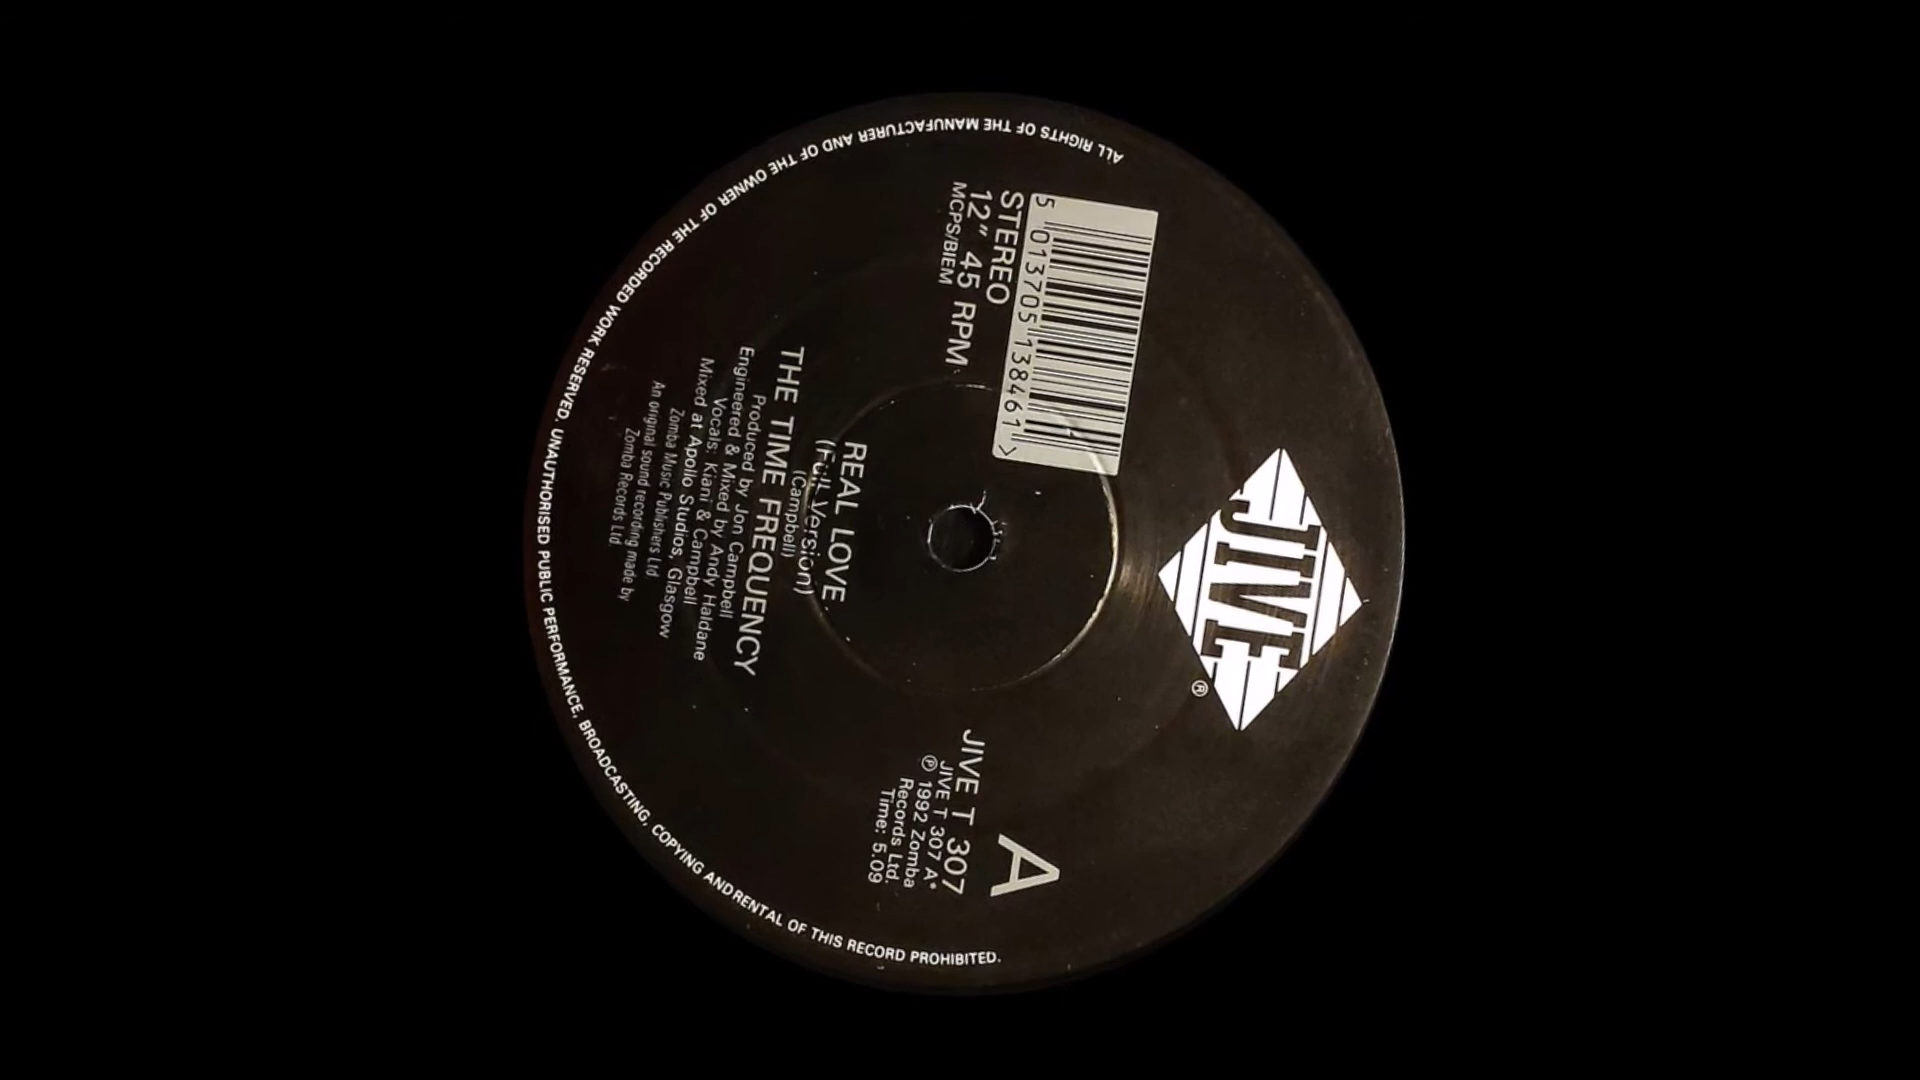 JIVE
®
5 013705 138461 >
STEREO
12" 45 RPM
MCPS/BIEM
A
JIVE T 307
JIVE T 307 A*
℗ 1992 Zomba
Records Ltd.
Time: 5.09
REAL LOVE
(Full Version)
(Campbell)
THE TIME FREQUENCY
Produced by Jon Campbell
Engineered & Mixed by Andy Haldane
Vocals: Kiani & Campbell
Mixed at Apollo Studios, Glasgow
Zomba Music Publishers Ltd.
An original sound recording made by
Zomba Records Ltd.
ALL RIGHTS OF THE MANUFACTURER AND OF THE OWNER OF THE RECORDED WORK RESERVED. UNAUTHORISED PUBLIC PERFORMANCE, BROADCASTING, COPYING AND RENTAL OF THIS RECORD PROHIBITED.